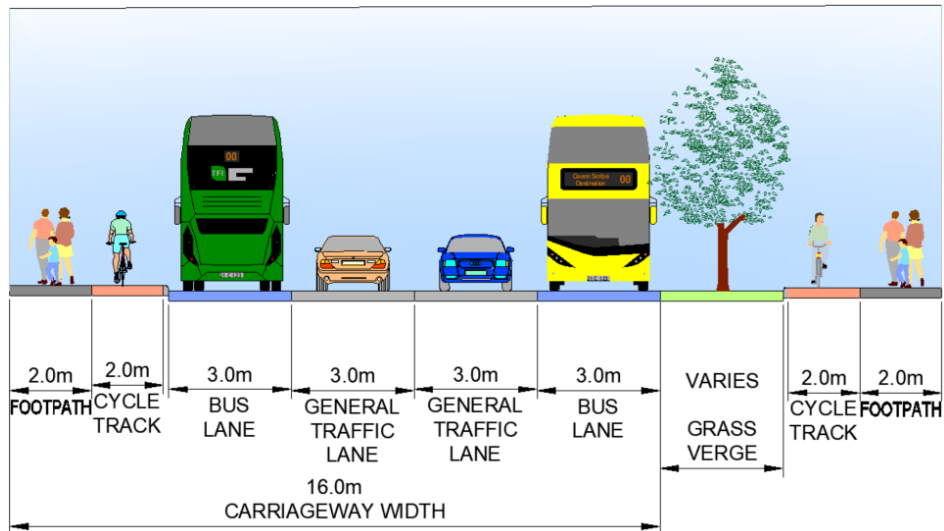 00
TFI
00
2.0m
FOOTPATH
2.0m
CYCLE
TRACK
3.0m
BUS
LANE
3.0m
GENERAL
TRAFFIC
LANE
3.0m
GENERAL
TRAFFIC
LANE
3.0m
BUS
LANE
VARIES
GRASS
VERGE
2.0m
CYCLE
TRACK
2.0m
FOOTPATH
16.0m
CARRIAGEWAY WIDTH